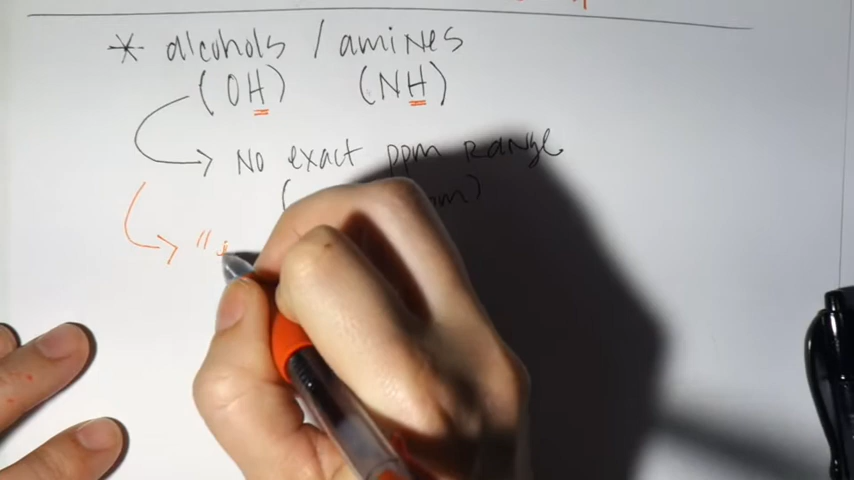 * alcohols / amines
(OH) (NH)
No exact ppm range
(
"